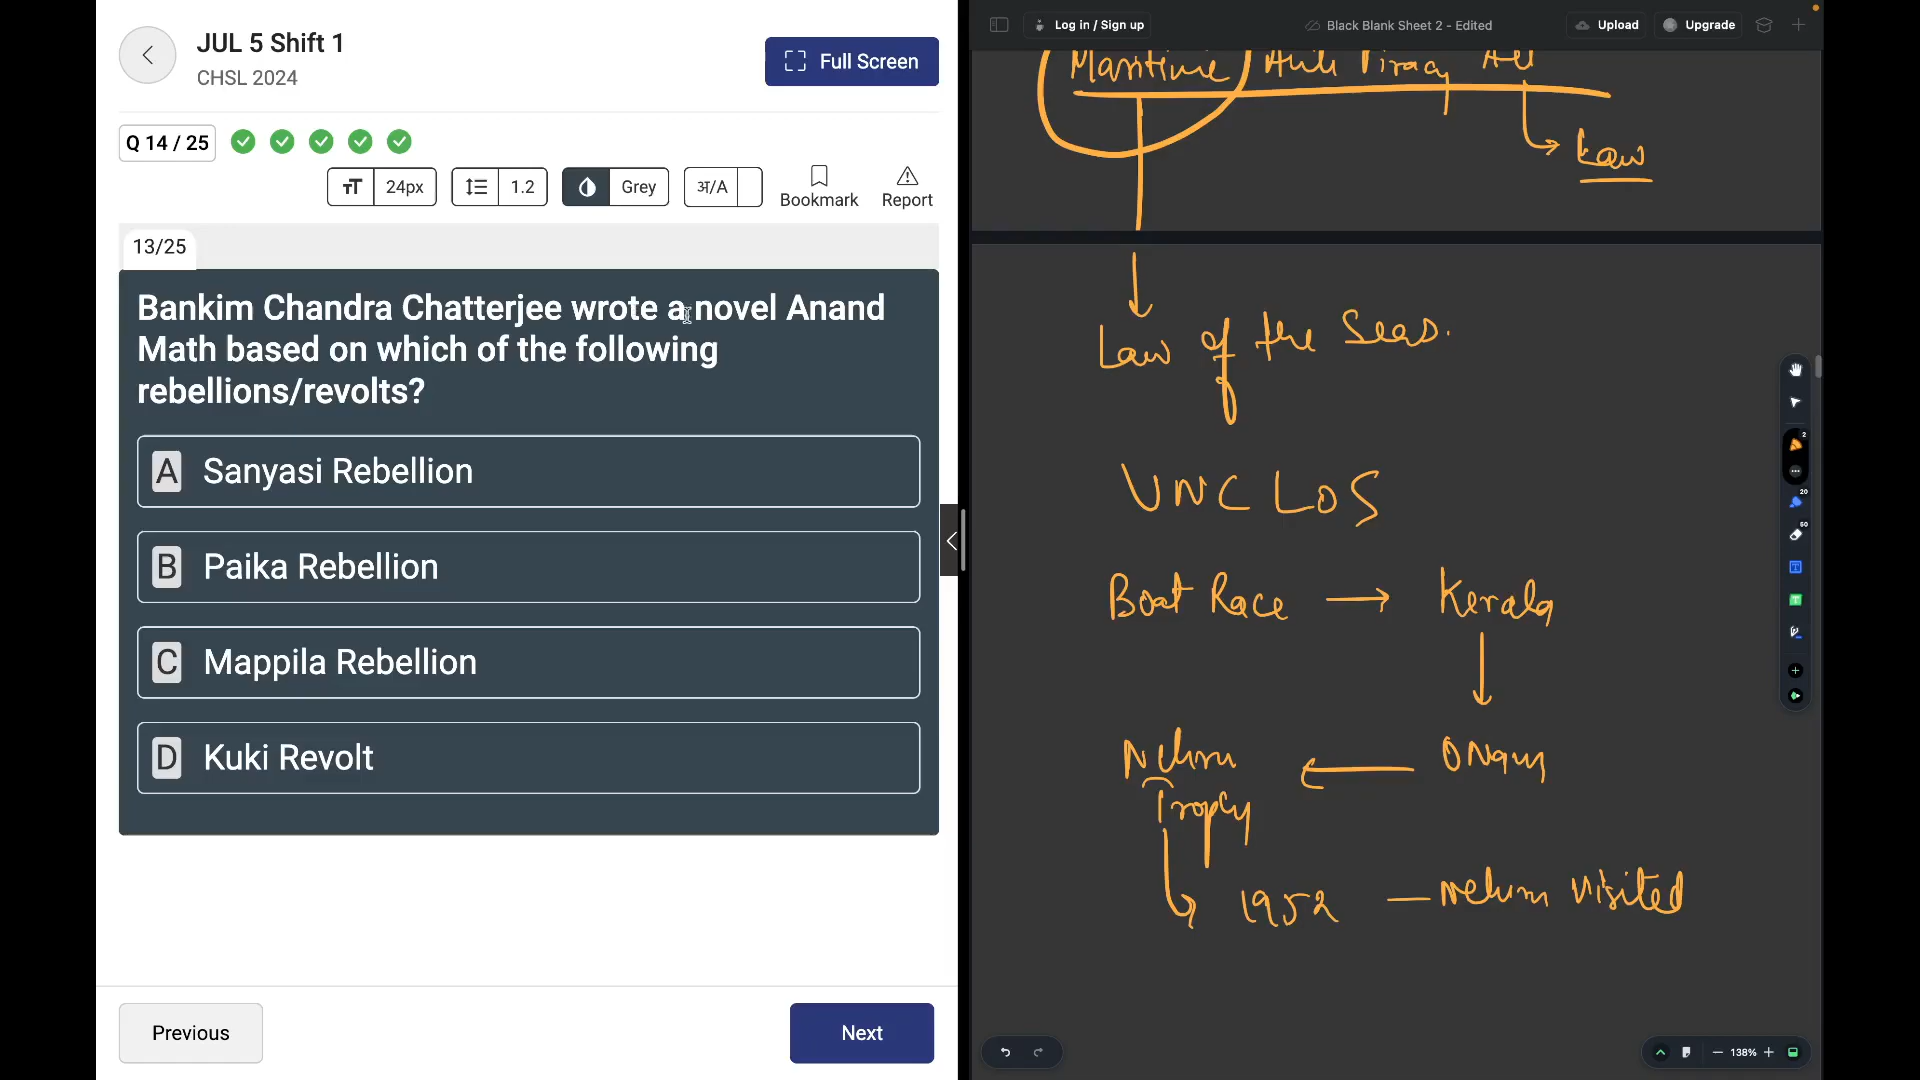 JUL 5 Shift 1
CHSL 2024
Full Screen
Q 14 / 25
24px
1.2
Grey
अ/A
Bookmark
Report
13/25
Bankim Chandra Chatterjee wrote a novel Anand
Math based on which of the following
rebellions/revolts?
A Sanyasi Rebellion
B Paika Rebellion
C Mappila Rebellion
D Kuki Revolt
Previous
Next
Log in / Sign up
Black Blank Sheet 2 - Edited
Upload
Upgrade
Maritime Anti Piracy Act
Law
Law of the Seas.
UNCLOS
Boat Race → Kerala
Nehru ← ONam
Trophy
1952 — Nehru visited
138%